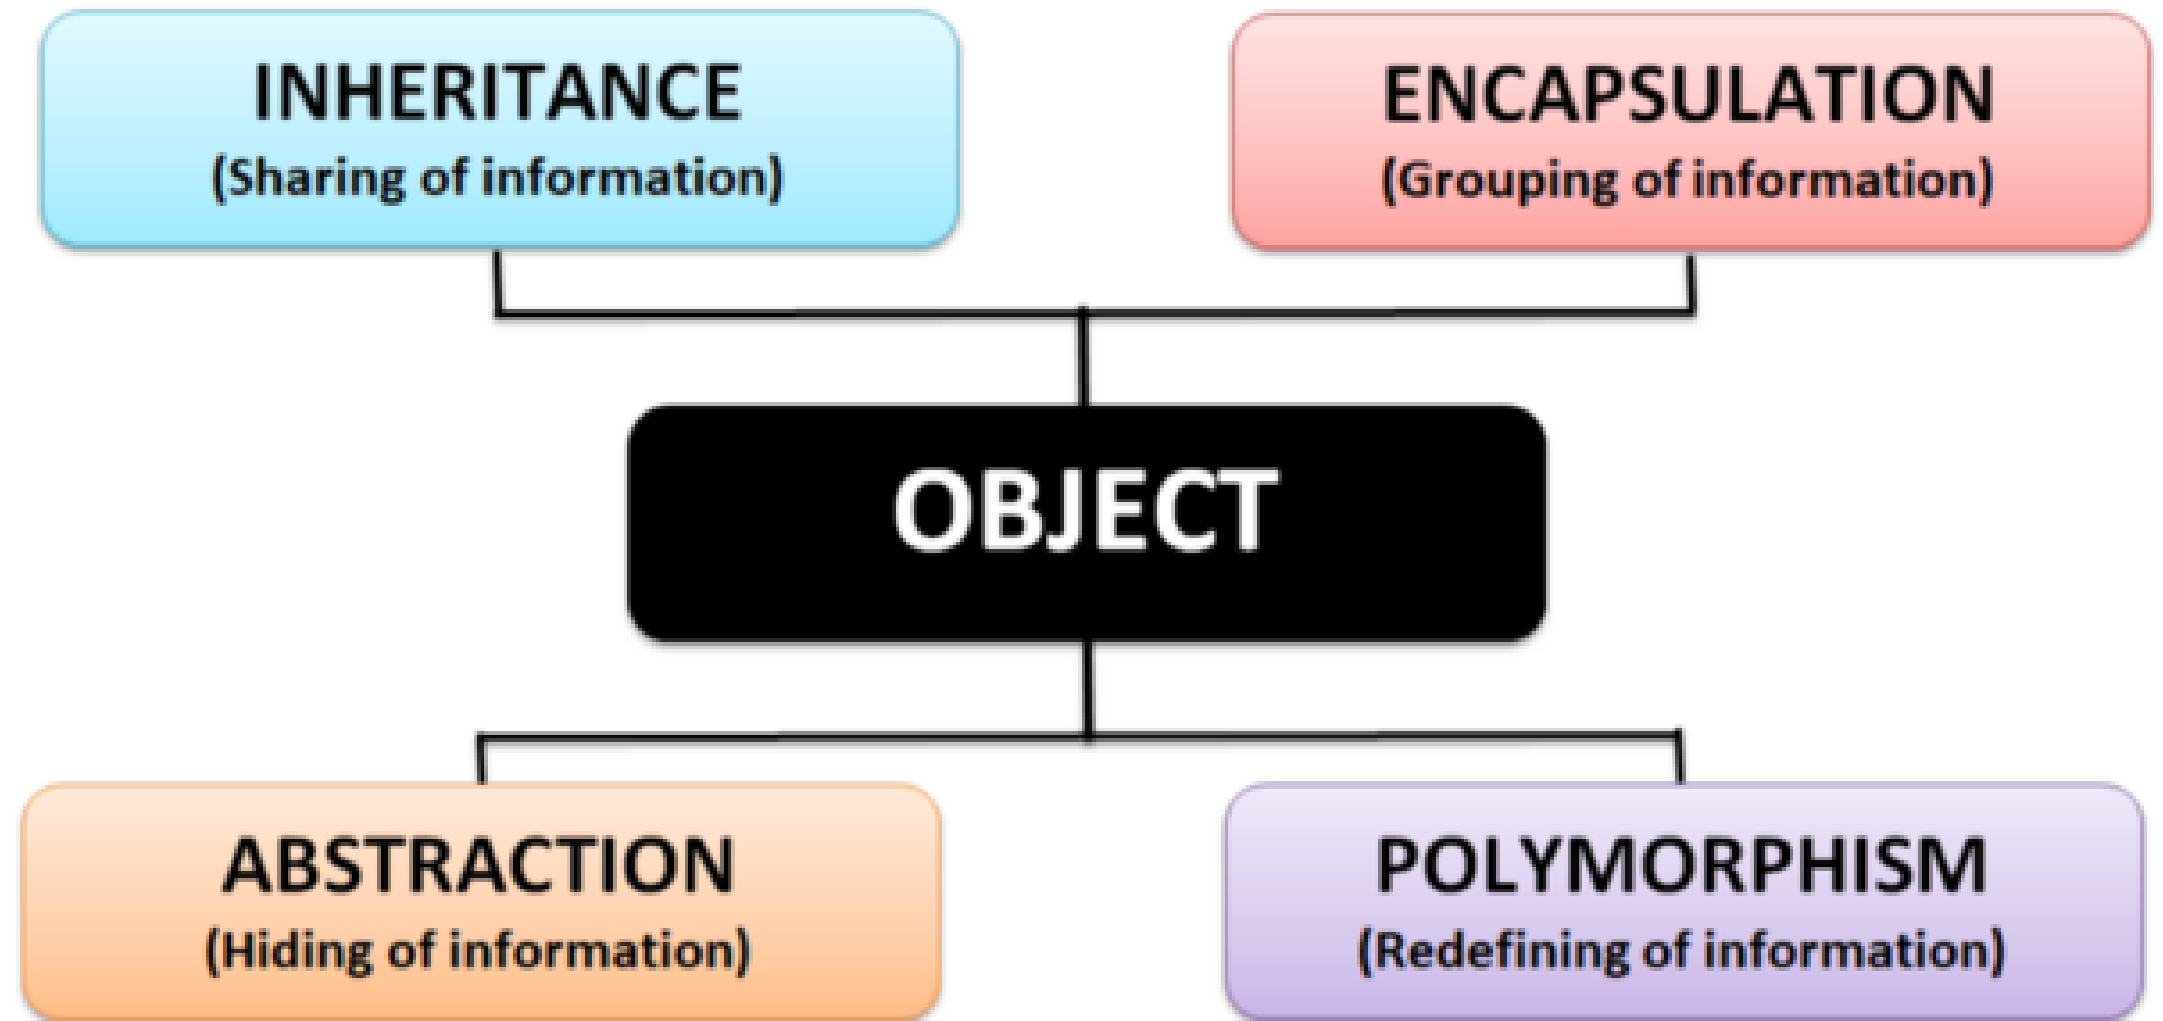 INHERITANCE
(Sharing of information)
ENCAPSULATION
(Grouping of information)
OBJECT
ABSTRACTION
(Hiding of information)
POLYMORPHISM
(Redefining of information)